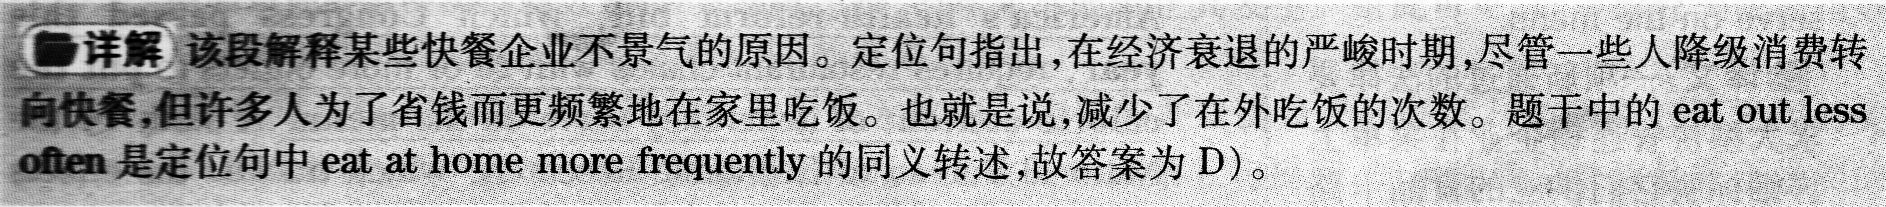 详解 该段解释某些快餐企业不景气的原因。定位句指出,在经济衰退的严峻时期,尽管一些人降级消费转
向快餐,但许多人为了省钱而更频繁地在家里吃饭。也就是说,减少了在外吃饭的次数。题干中的 eat out less
often 是定位句中 eat at home more frequently 的同义转述,故答案为 D)。